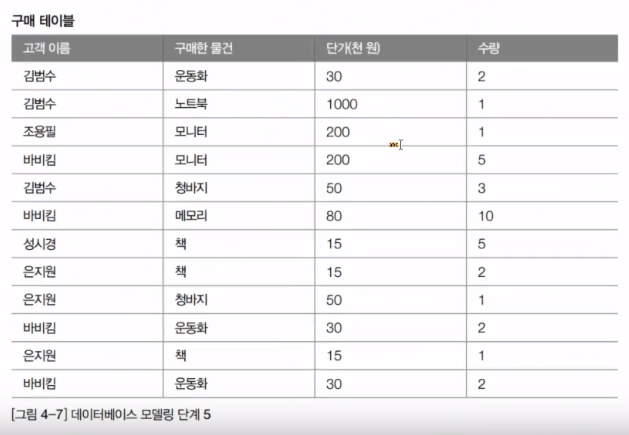 구매 테이블
고객 이름 구매한 물건 단가(천 원) 수량
김범수 운동화 30 2
김범수 노트북 1000 1
조용필 모니터 200 1
바비킴 모니터 200 5
김범수 청바지 50 3
바비킴 메모리 80 10
성시경 책 15 5
은지원 책 15 2
은지원 청바지 50 1
바비킴 운동화 30 2
은지원 책 15 1
바비킴 운동화 30 2
[그림 4-7] 데이터베이스 모델링 단계 5